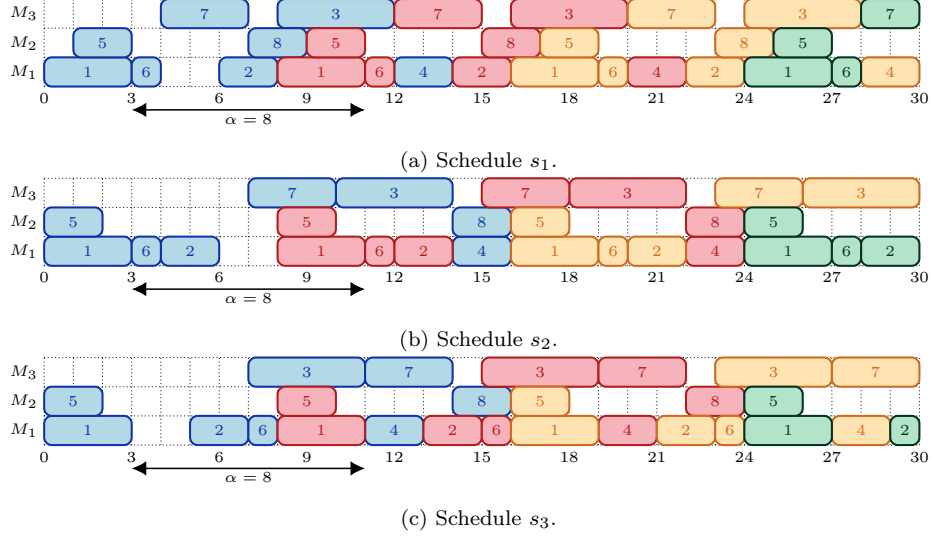 M3 7 3 7 3 7 3 7
M2 5 8 5 8 5 8 5
M1 1 6 2 1 6 4 2 1 6 4 2 1 6 4
0 3 6 9 12 15 18 21 24 27 30
α = 8
(a) Schedule s1.
M3 7 3 7 3 7 3
M2 5 5 8 5 8 5
M1 1 6 2 1 6 2 4 1 6 2 4 1 6 2
0 3 6 9 12 15 18 21 24 27 30
α = 8
(b) Schedule s2.
M3 3 7 3 7 3 7
M2 5 5 8 5 8 5
M1 1 2 6 1 4 2 6 1 4 2 6 1 4 2
0 3 6 9 12 15 18 21 24 27 30
α = 8
(c) Schedule s3.